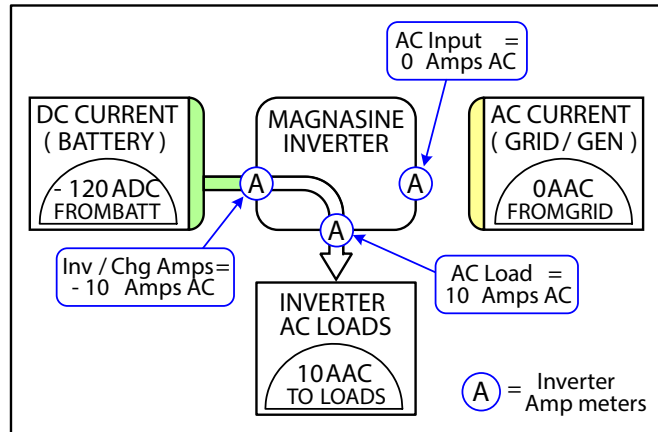 AC Input =
0 Amps AC
DC CURRENT
( BATTERY )
- 120 ADC
FROMBATT
MAGNASINE
INVERTER
AC CURRENT
( GRID / GEN )
0AAC
FROMGRID
A
A
A
Inv / Chg Amps=
- 10 Amps AC
AC Load =
10 Amps AC
INVERTER
AC LOADS
10AAC
TO LOADS
A = Inverter
Amp meters